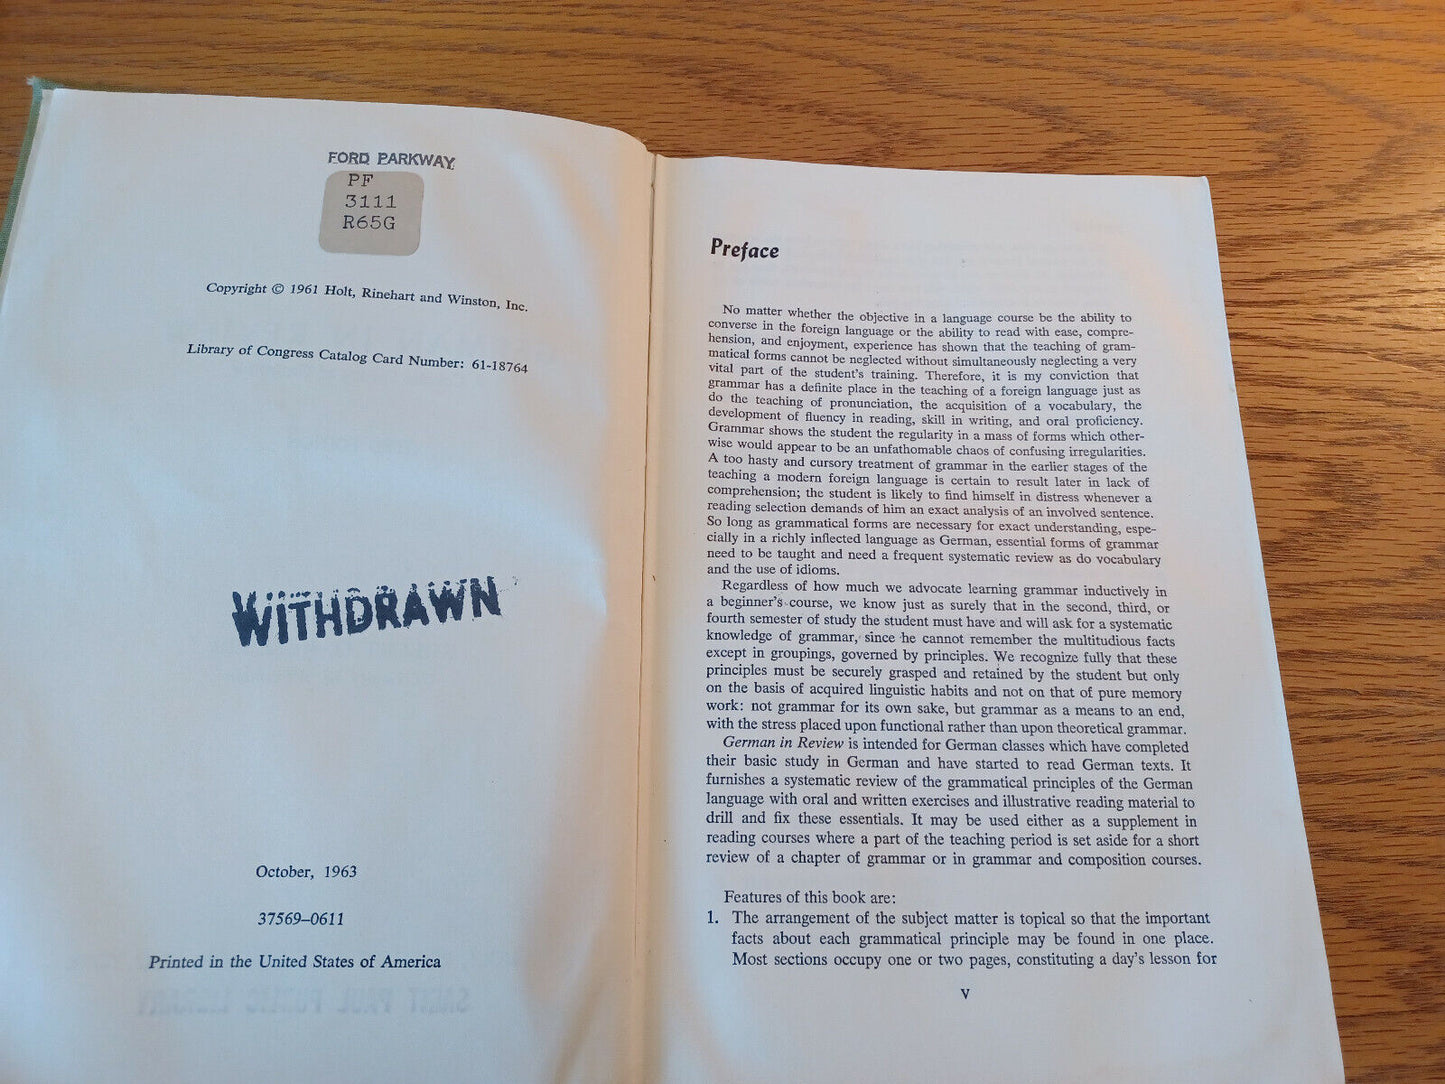 FORD PARKWAY
PF
3111
R65G
Copyright © 1961 Holt, Rinehart and Winston, Inc.
Library of Congress Catalog Card Number: 61-18764
WITHDRAWN
October, 1963
37569–0611
Printed in the United States of America
SAINT PAUL PUBLIC LIBRARY
Preface
No matter whether the objective in a language course be the ability to
converse in the foreign language or the ability to read with ease, compre-
hension, and enjoyment, experience has shown that the teaching of gram-
matical forms cannot be neglected without simultaneously neglecting a very
vital part of the student's training. Therefore, it is my conviction that
grammar has a definite place in the teaching of a foreign language just as
do the teaching of pronunciation, the acquisition of a vocabulary, the
development of fluency in reading, skill in writing, and oral proficiency.
Grammar shows the student the regularity in a mass of forms which other-
wise would appear to be an unfathomable chaos of confusing irregularities.
A too hasty and cursory treatment of grammar in the earlier stages of the
teaching a modern foreign language is certain to result later in lack of
comprehension; the student is likely to find himself in distress whenever a
reading selection demands of him an exact analysis of an involved sentence.
So long as grammatical forms are necessary for exact understanding, espe-
cially in a richly inflected language as German, essential forms of grammar
need to be taught and need a frequent systematic review as do vocabulary
and the use of idioms.
Regardless of how much we advocate learning grammar inductively in
a beginner's course, we know just as surely that in the second, third, or
fourth semester of study the student must have and will ask for a systematic
knowledge of grammar, since he cannot remember the multitudious facts
except in groupings, governed by principles. We recognize fully that these
principles must be securely grasped and retained by the student but only
on the basis of acquired linguistic habits and not on that of pure memory
work: not grammar for its own sake, but grammar as a means to an end,
with the stress placed upon functional rather than upon theoretical grammar.
German in Review is intended for German classes which have completed
their basic study in German and have started to read German texts. It
furnishes a systematic review of the grammatical principles of the German
language with oral and written exercises and illustrative reading material to
drill and fix these essentials. It may be used either as a supplement in
reading courses where a part of the teaching period is set aside for a short
review of a chapter of grammar or in grammar and composition courses.
Features of this book are:
1. The arrangement of the subject matter is topical so that the important
facts about each grammatical principle may be found in one place.
Most sections occupy one or two pages, constituting a day's lesson for
V